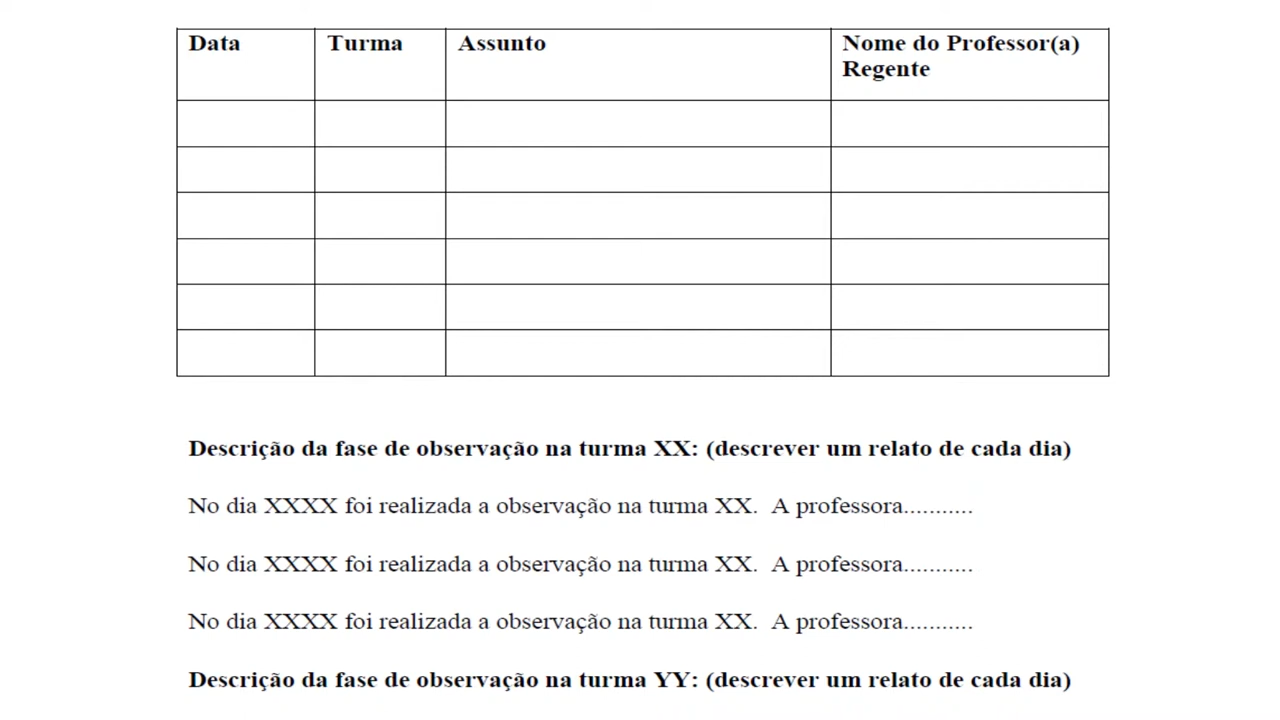 Data Turma Assunto Nome do Professor(a)
Regente
Descrição da fase de observação na turma XX: (descrever um relato de cada dia)
No dia XXXX foi realizada a observação na turma XX.  A professora...........
No dia XXXX foi realizada a observação na turma XX.  A professora...........
No dia XXXX foi realizada a observação na turma XX.  A professora...........
Descrição da fase de observação na turma YY: (descrever um relato de cada dia)